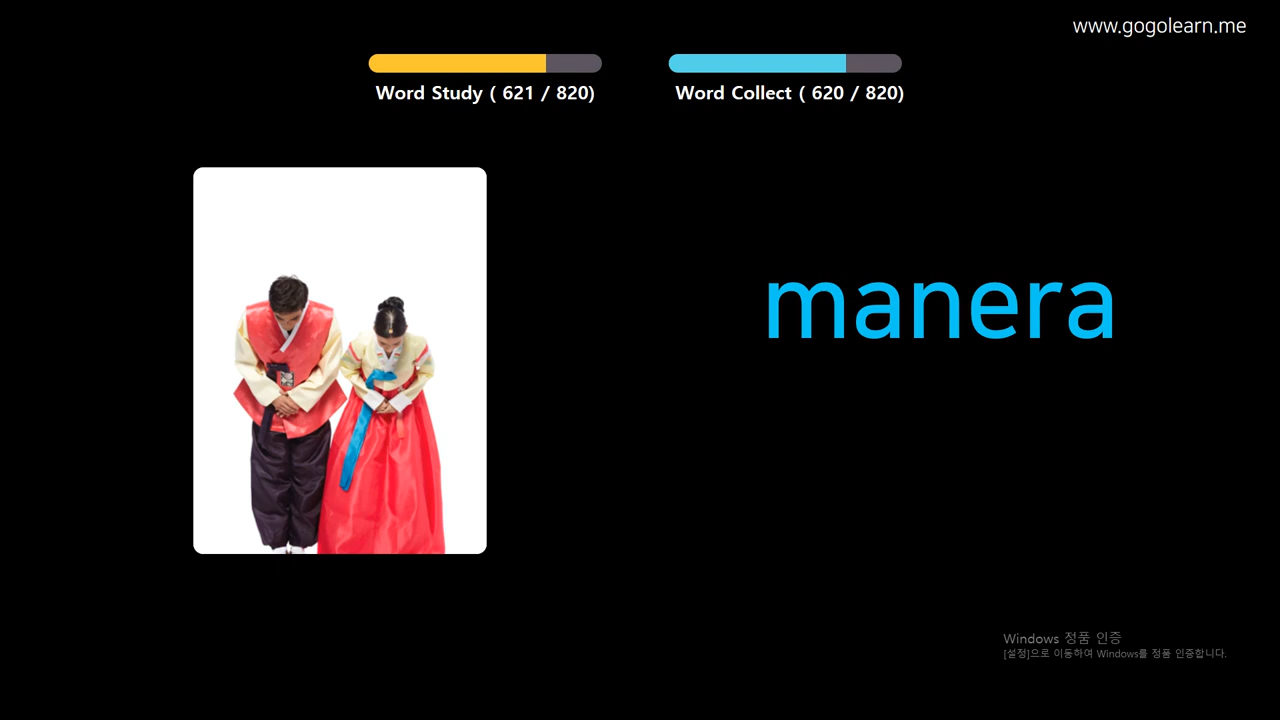 www.gogolearn.me
Word Study ( 621 / 820)
Word Collect ( 620 / 820)
manera
Windows 정품 인증
[설정]으로 이동하여 Windows를 정품 인증합니다.